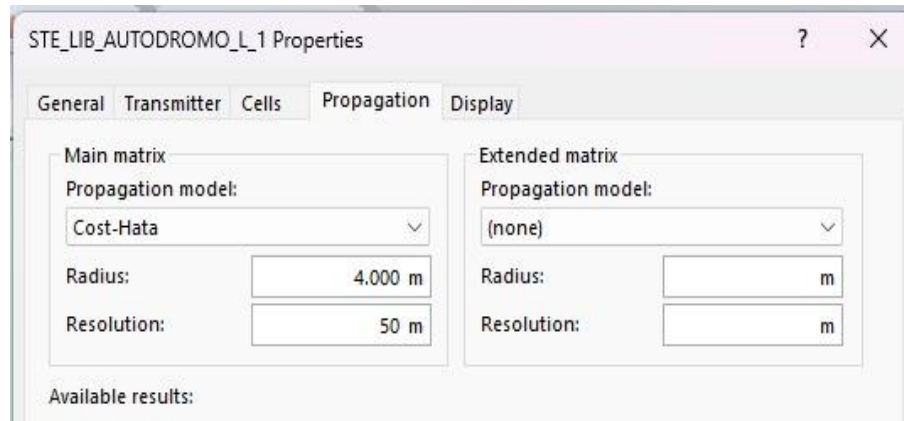 STE_LIB_AUTODROMO_L_1 Properties ? X
General Transmitter Cells Propagation Display
Main matrix
Propagation model:
Cost-Hata
Radius: 4.000 m
Resolution: 50 m
Extended matrix
Propagation model:
(none)
Radius: m
Resolution: m
Available results: